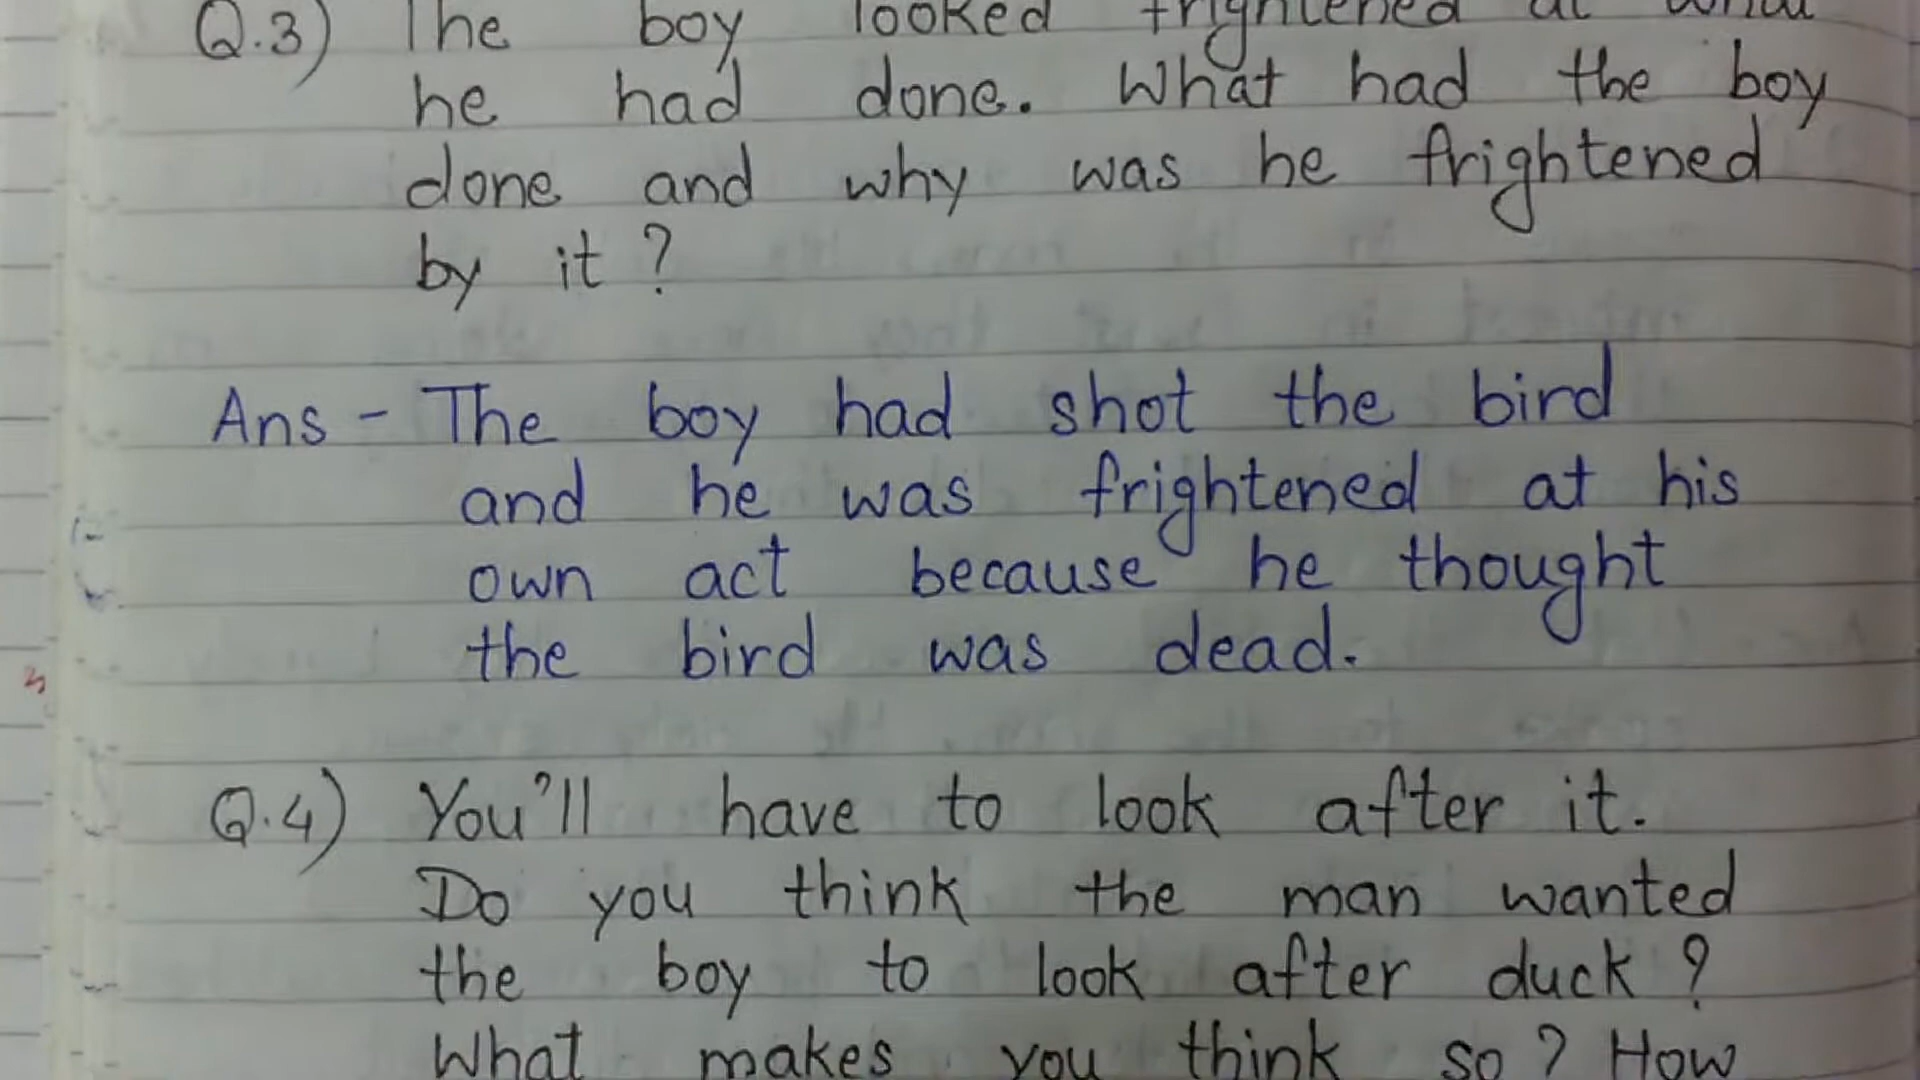 Q.3) The boy looked frightened at what
he had done. What had the boy
done and why was he frightened
by it ?
Ans - The boy had shot the bird
and he was frightened at his
own act because he thought
the bird was dead.
Q.4) You'll have to look after it.
Do you think the man wanted
the boy to look after duck ?
What makes you think so ? How